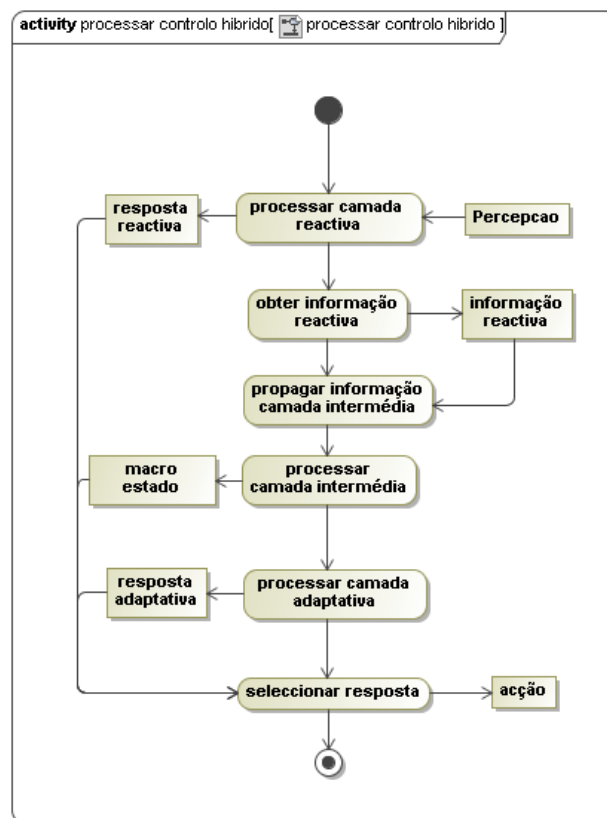 activity processar controlo hibrido[ processar controlo hibrido ]
resposta
reactiva
processar camada
reactiva
Percepcao
obter informação
reactiva
informação
reactiva
propagar informação
camada intermédia
macro
estado
processar
camada intermédia
resposta
adaptativa
processar camada
adaptativa
seleccionar resposta
acção